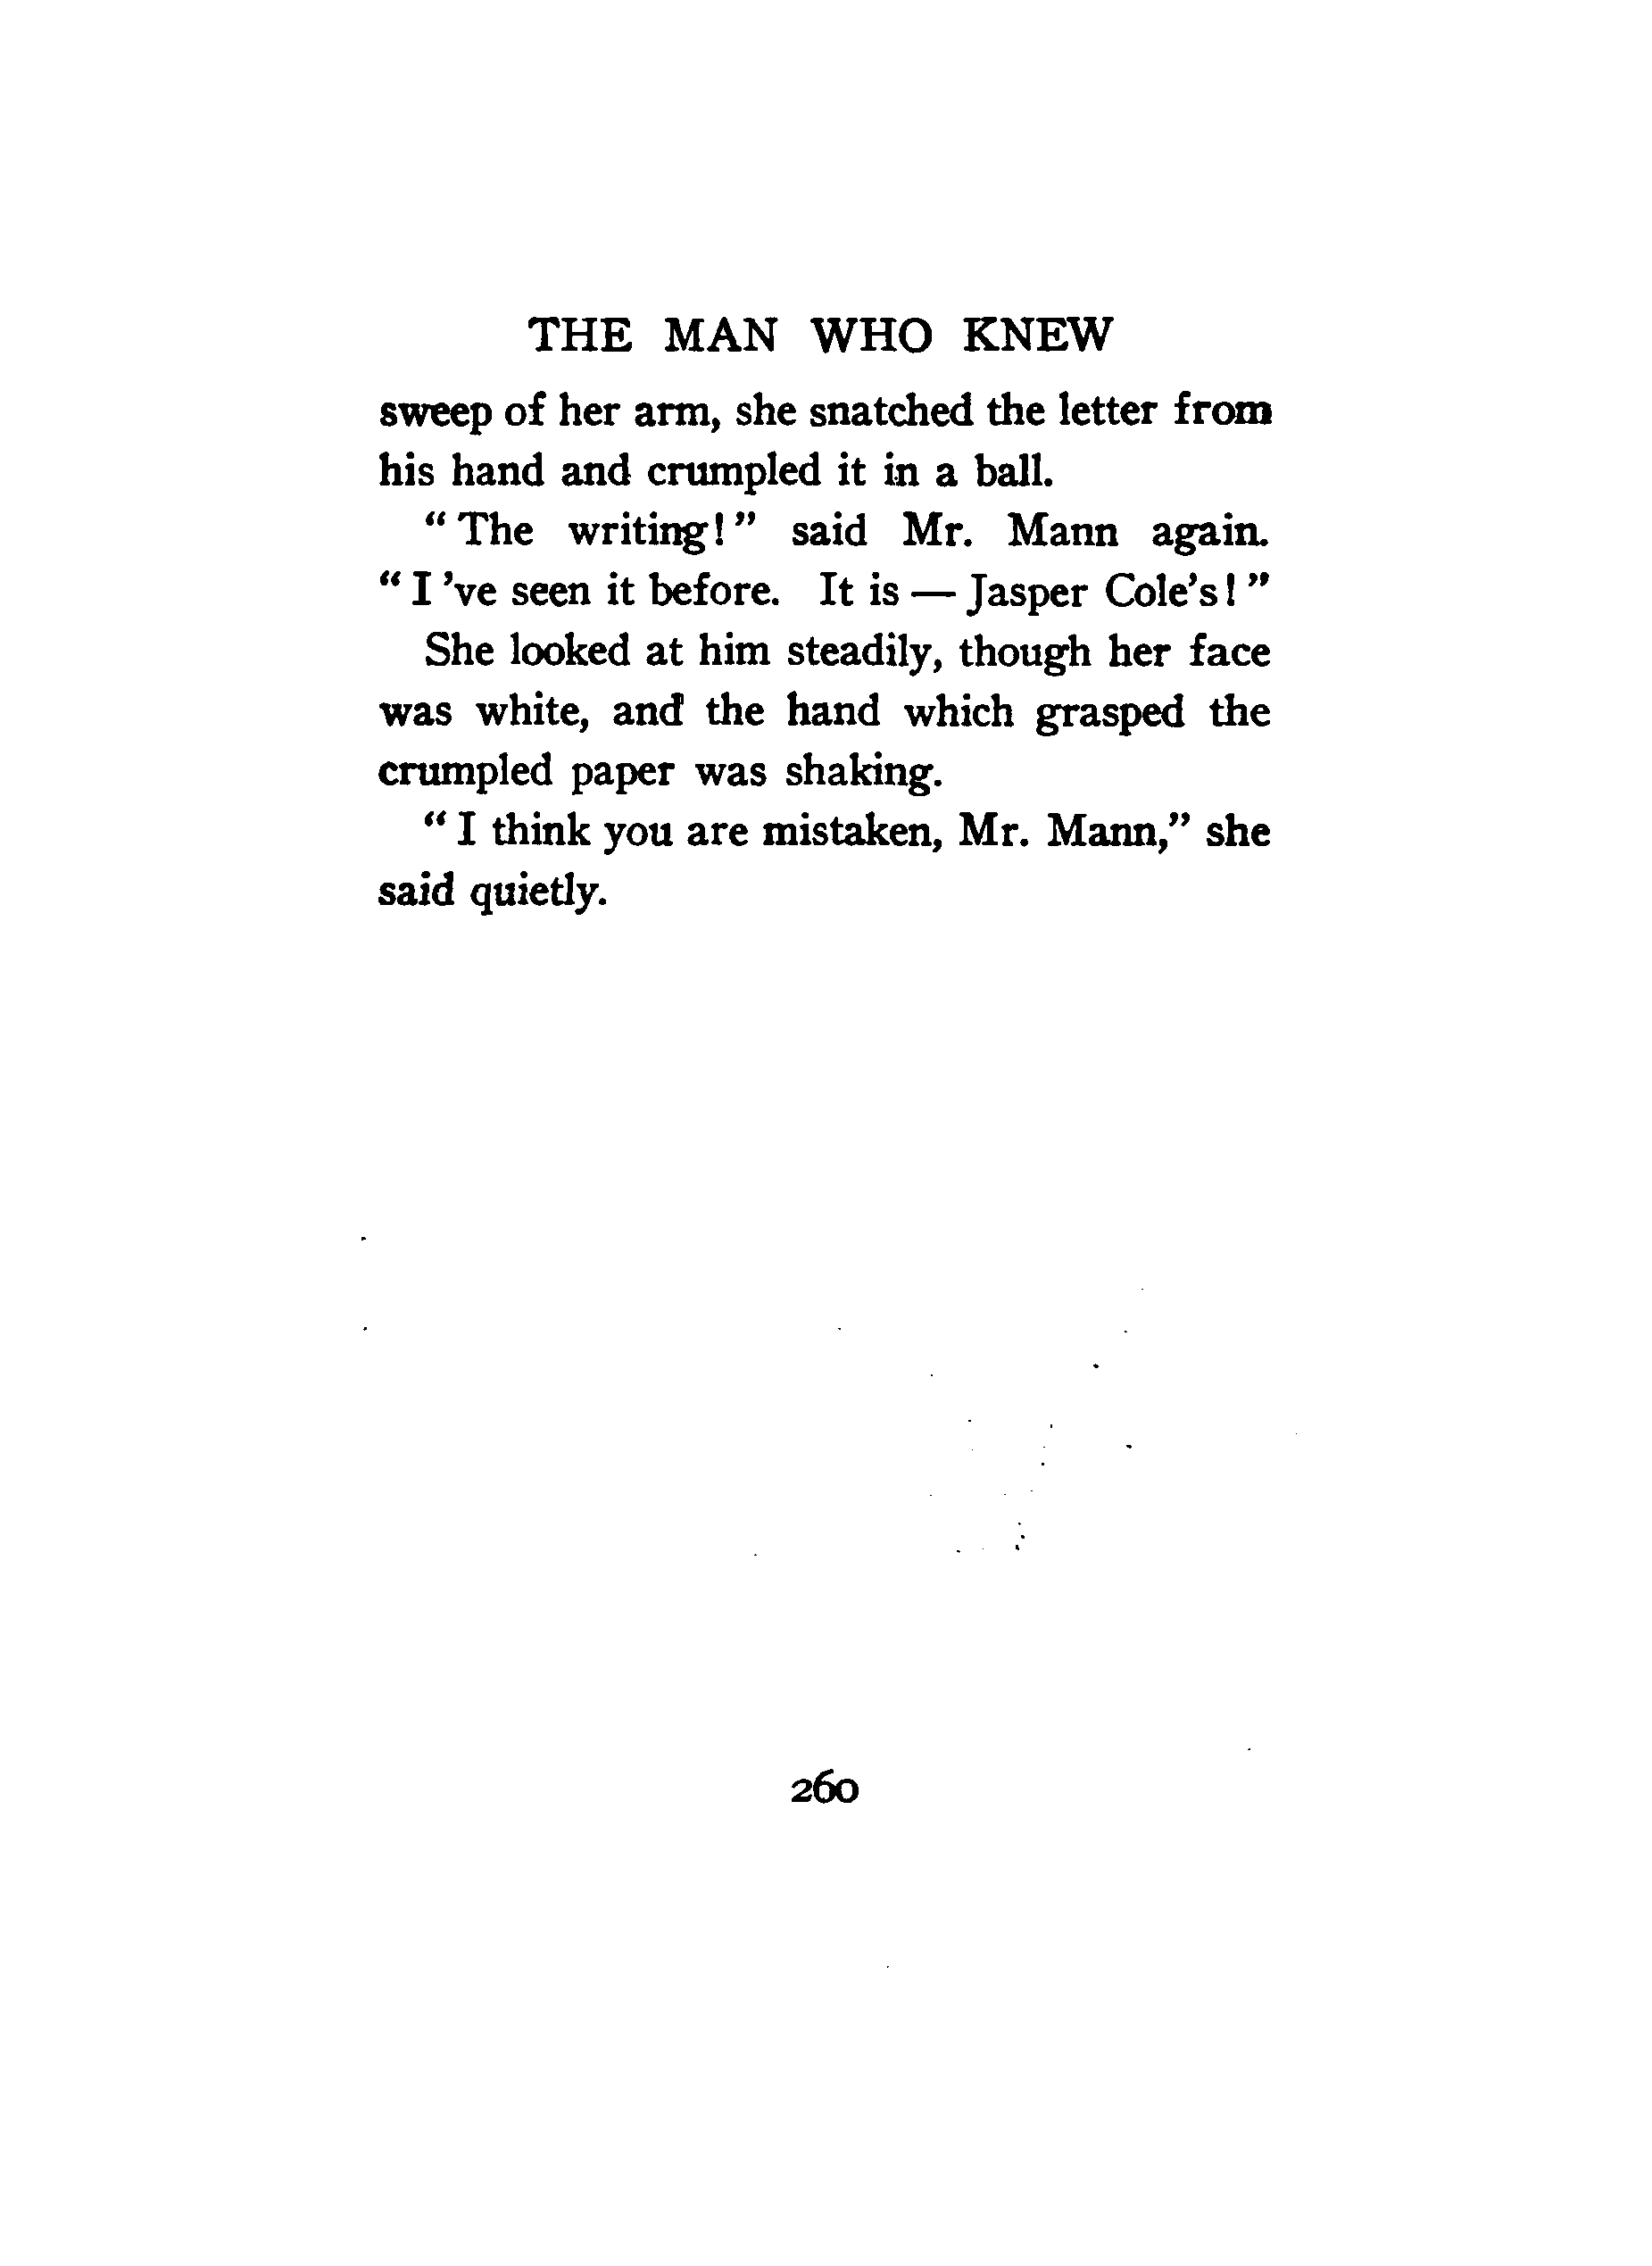 THE MAN WHO KNEW
sweep of her arm, she snatched the letter from
his hand and crumpled it in a ball.
“ The writing! ” said Mr. Mann again.
“ I 've seen it before. It is — Jasper Cole's! ”
She looked at him steadily, though her face
was white, and the hand which grasped the
crumpled paper was shaking.
“ I think you are mistaken, Mr. Mann,” she
said quietly.
260